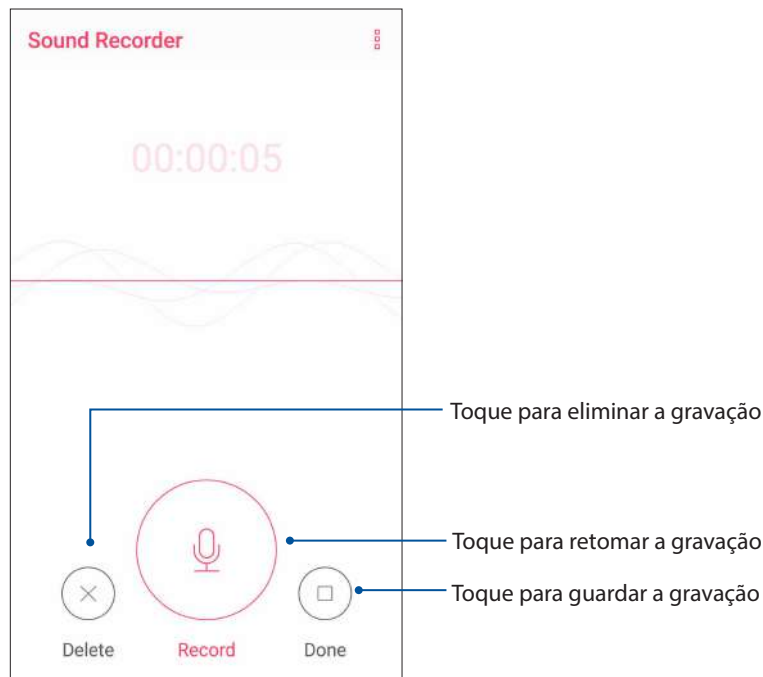 Sound Recorder
00:00:05
Toque para eliminar a gravação
Toque para retomar a gravação
Toque para guardar a gravação
Delete
Record
Done